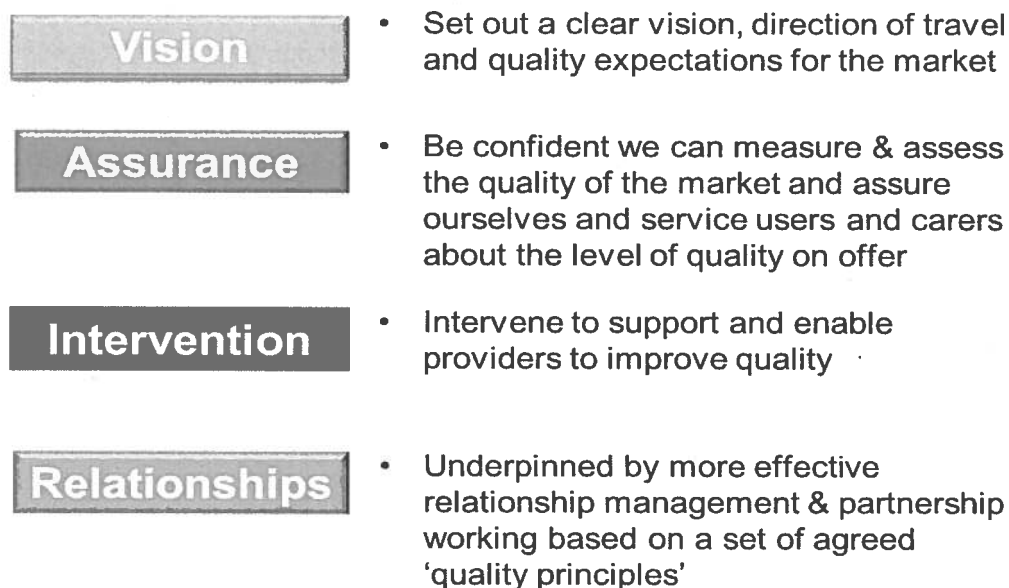 Vision
• Set out a clear vision, direction of travel
and quality expectations for the market
Assurance
• Be confident we can measure & assess
the quality of the market and assure
ourselves and service users and carers
about the level of quality on offer
Intervention
• Intervene to support and enable
providers to improve quality
Relationships
• Underpinned by more effective
relationship management & partnership
working based on a set of agreed
‘quality principles’